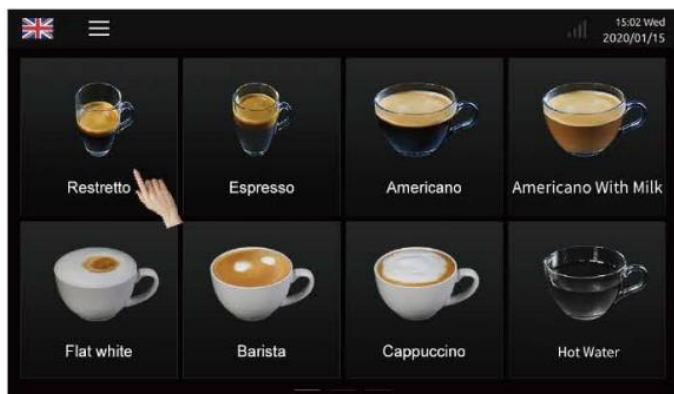 15:02 Wed
2020/01/15
Restretto
Espresso
Americano
Americano With Milk
Flat white
Barista
Cappuccino
Hot Water